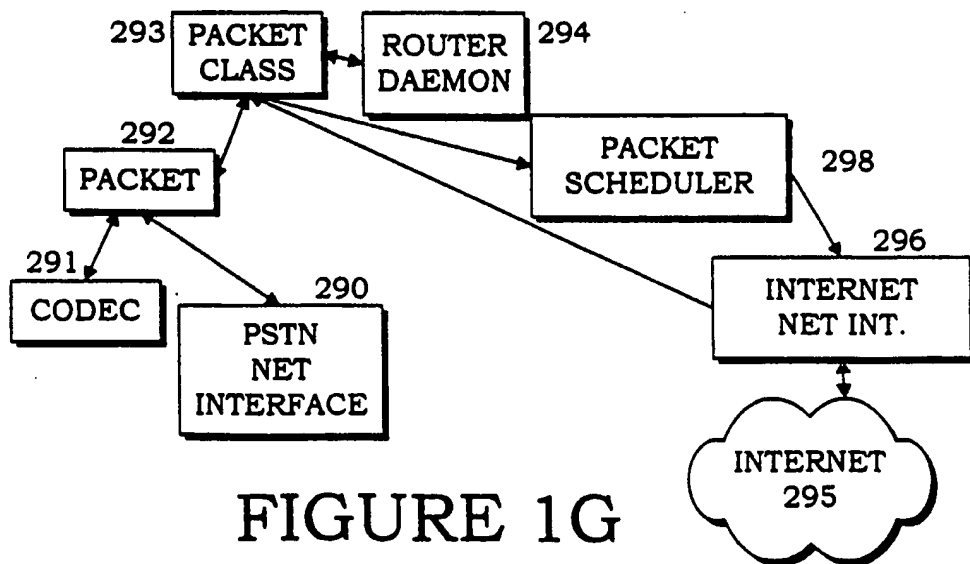 293
PACKET
CLASS
ROUTER
DAEMON
294
292
PACKET
PACKET
SCHEDULER
298
291
CODEC
290
PSTN
NET
INTERFACE
296
INTERNET
NET INT.
INTERNET
295
FIGURE 1G